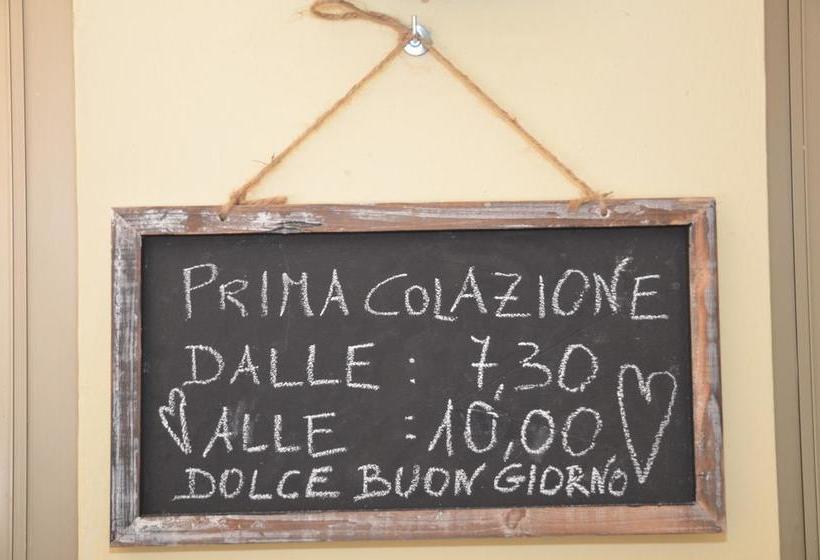 PRIMA COLAZIONE
DALLE : 7,30
ALLE : 10,00
DOLCE BUON GIORNO